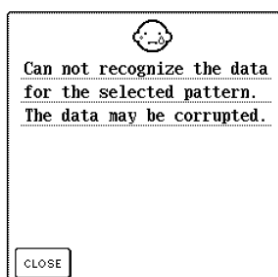 Can not recognize the data
for the selected pattern.
The data may be corrupted.
CLOSE